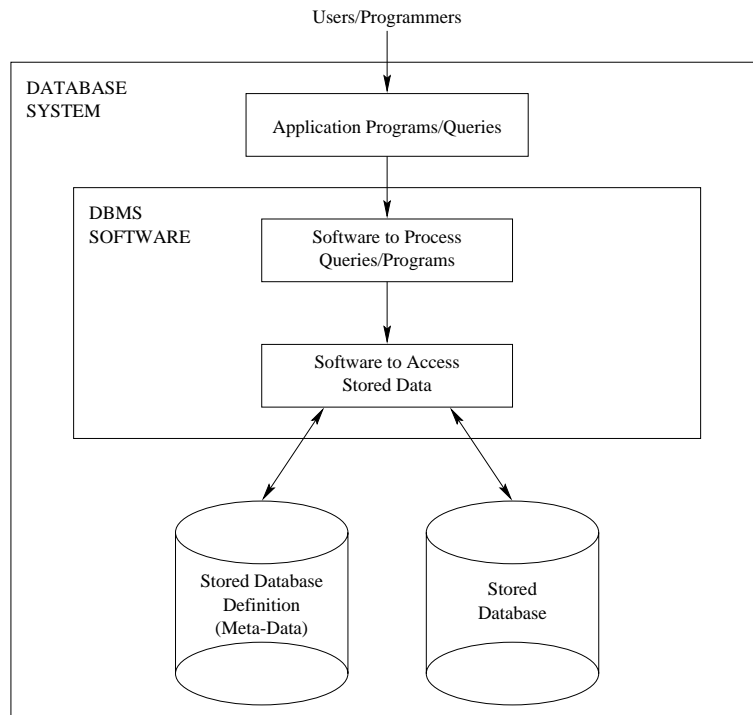 Users/Programmers
DATABASE
SYSTEM
Application Programs/Queries
DBMS
SOFTWARE
Software to Process
Queries/Programs
Software to Access
Stored Data
Stored Database
Definition
(Meta-Data)
Stored
Database